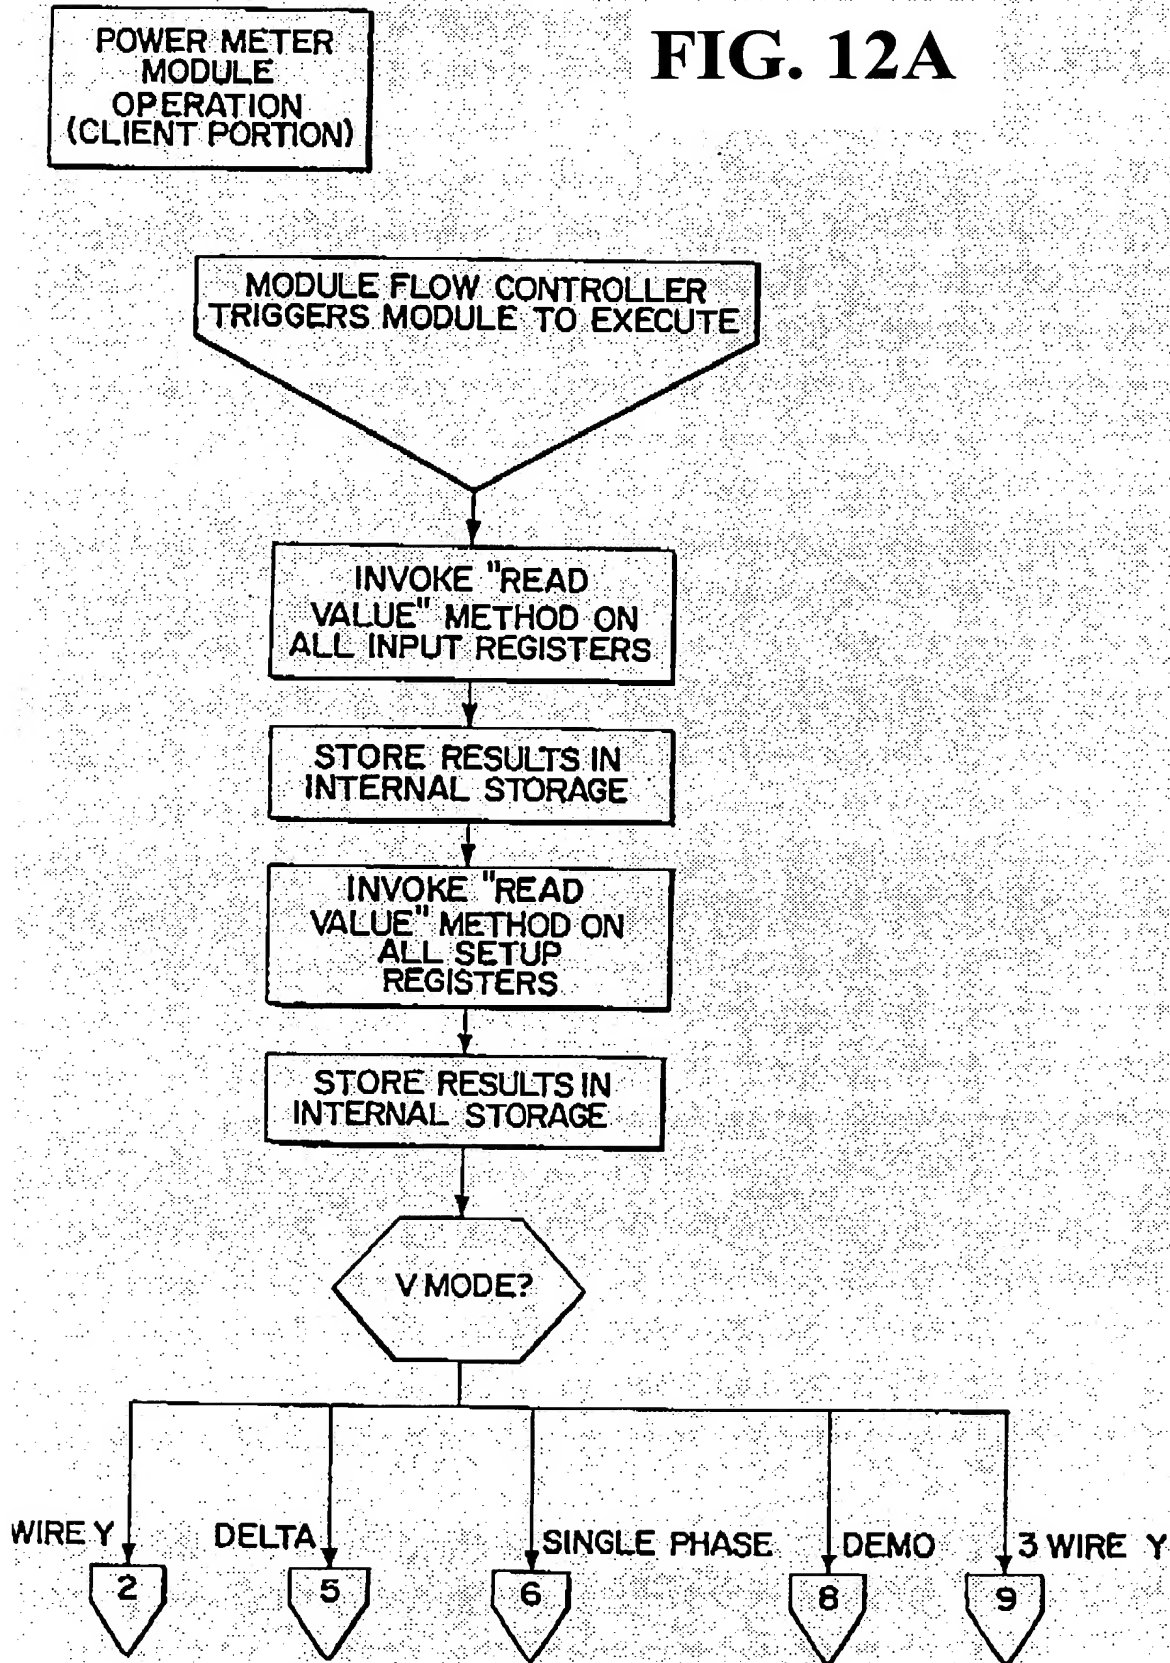 POWER METER
MODULE
OPERATION
(CLIENT PORTION)
FIG. 12A
MODULE FLOW CONTROLLER
TRIGGERS MODULE TO EXECUTE
INVOKE "READ
VALUE" METHOD ON
ALL INPUT REGISTERS
STORE RESULTS IN
INTERNAL STORAGE
INVOKE "READ
VALUE" METHOD ON
ALL SETUP
REGISTERS
STORE RESULTS IN
INTERNAL STORAGE
V MODE?
WIRE Y
DELTA
SINGLE PHASE
DEMO
3 WIRE Y
2
5
6
8
9